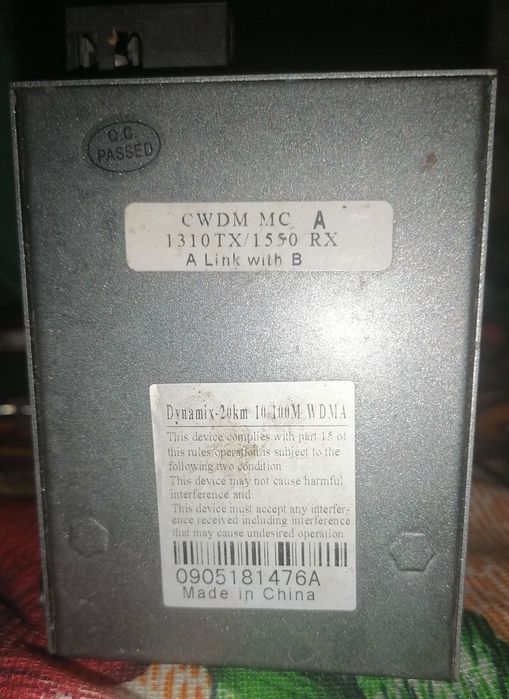 Q.C.
PASSED
CWDM MC A
1310TX/1550 RX
A Link with B
Dynamix-20km 10/100M WDMA
This device complies with part 15 of
this rules operation is subject to the
following two condition
This device may not cause harmful
interference and
This device must accept any interfer-
ence received including interference
that may cause undesired operation
0905181476A
Made in China